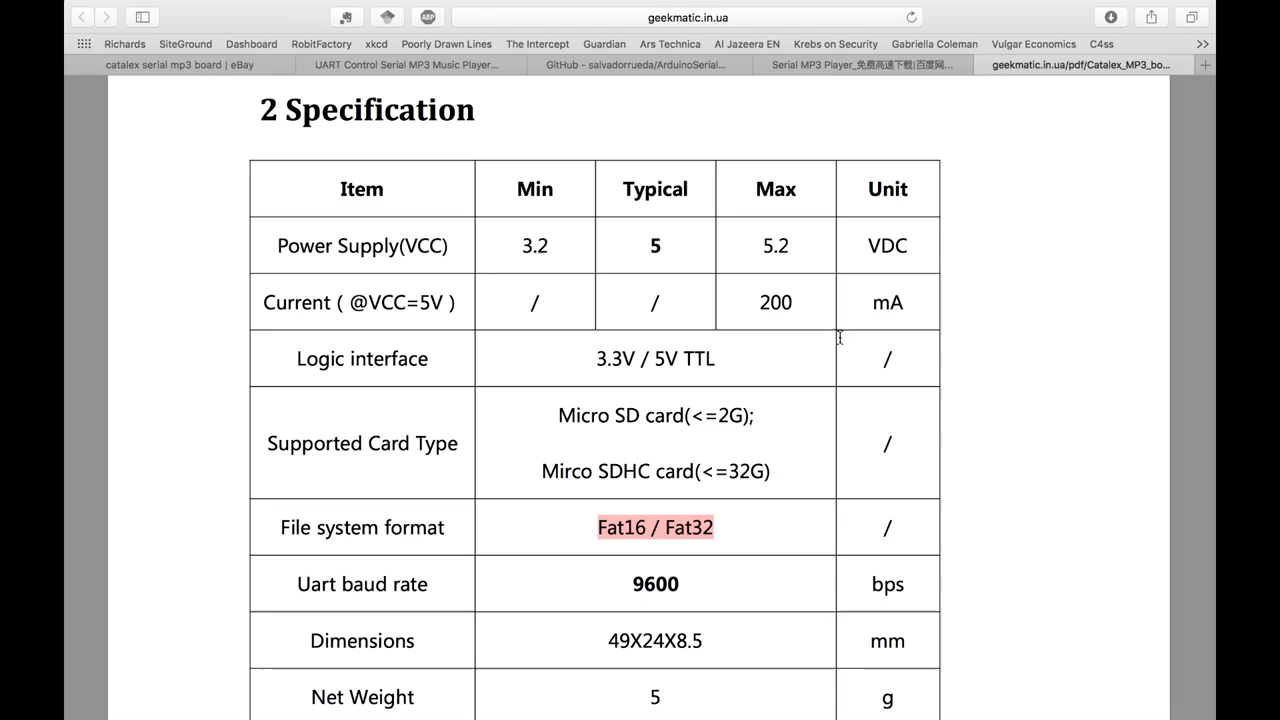 geekmatic.in.ua
ABP
Richards SiteGround Dashboard RobitFactory xkcd Poorly Drawn Lines The Intercept Guardian Ars Technica Al Jazeera EN Krebs on Security Gabriella Coleman Vulgar Economics C4ss
catalex serial mp3 board | eBay UART Control Serial MP3 Music Player... GitHub - salvadorrueda/ArduinoSerial... Serial MP3 Player_免费高速下载|百度网... geekmatic.in.ua/pdf/Catalex_MP3_bo...
2 Specification
Item Min Typical Max Unit
Power Supply(VCC) 3.2 5 5.2 VDC
Current ( @VCC=5V ) / / 200 mA
Logic interface 3.3V / 5V TTL /
Micro SD card(<=2G);
Supported Card Type /
Mirco SDHC card(<=32G)
File system format Fat16 / Fat32 /
Uart baud rate 9600 bps
Dimensions 49X24X8.5 mm
Net Weight 5 g